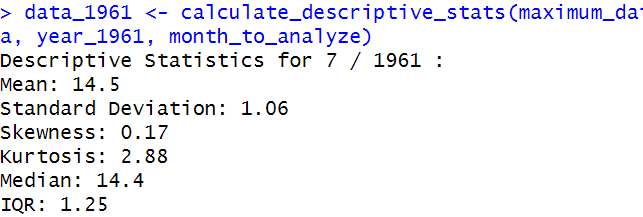 > data_1961 <- calculate_descriptive_stats(maximum_dat
a, year_1961, month_to_analyze)
Descriptive Statistics for 7 / 1961 :
Mean: 14.5
Standard Deviation: 1.06
Skewness: 0.17
Kurtosis: 2.88
Median: 14.4
IQR: 1.25